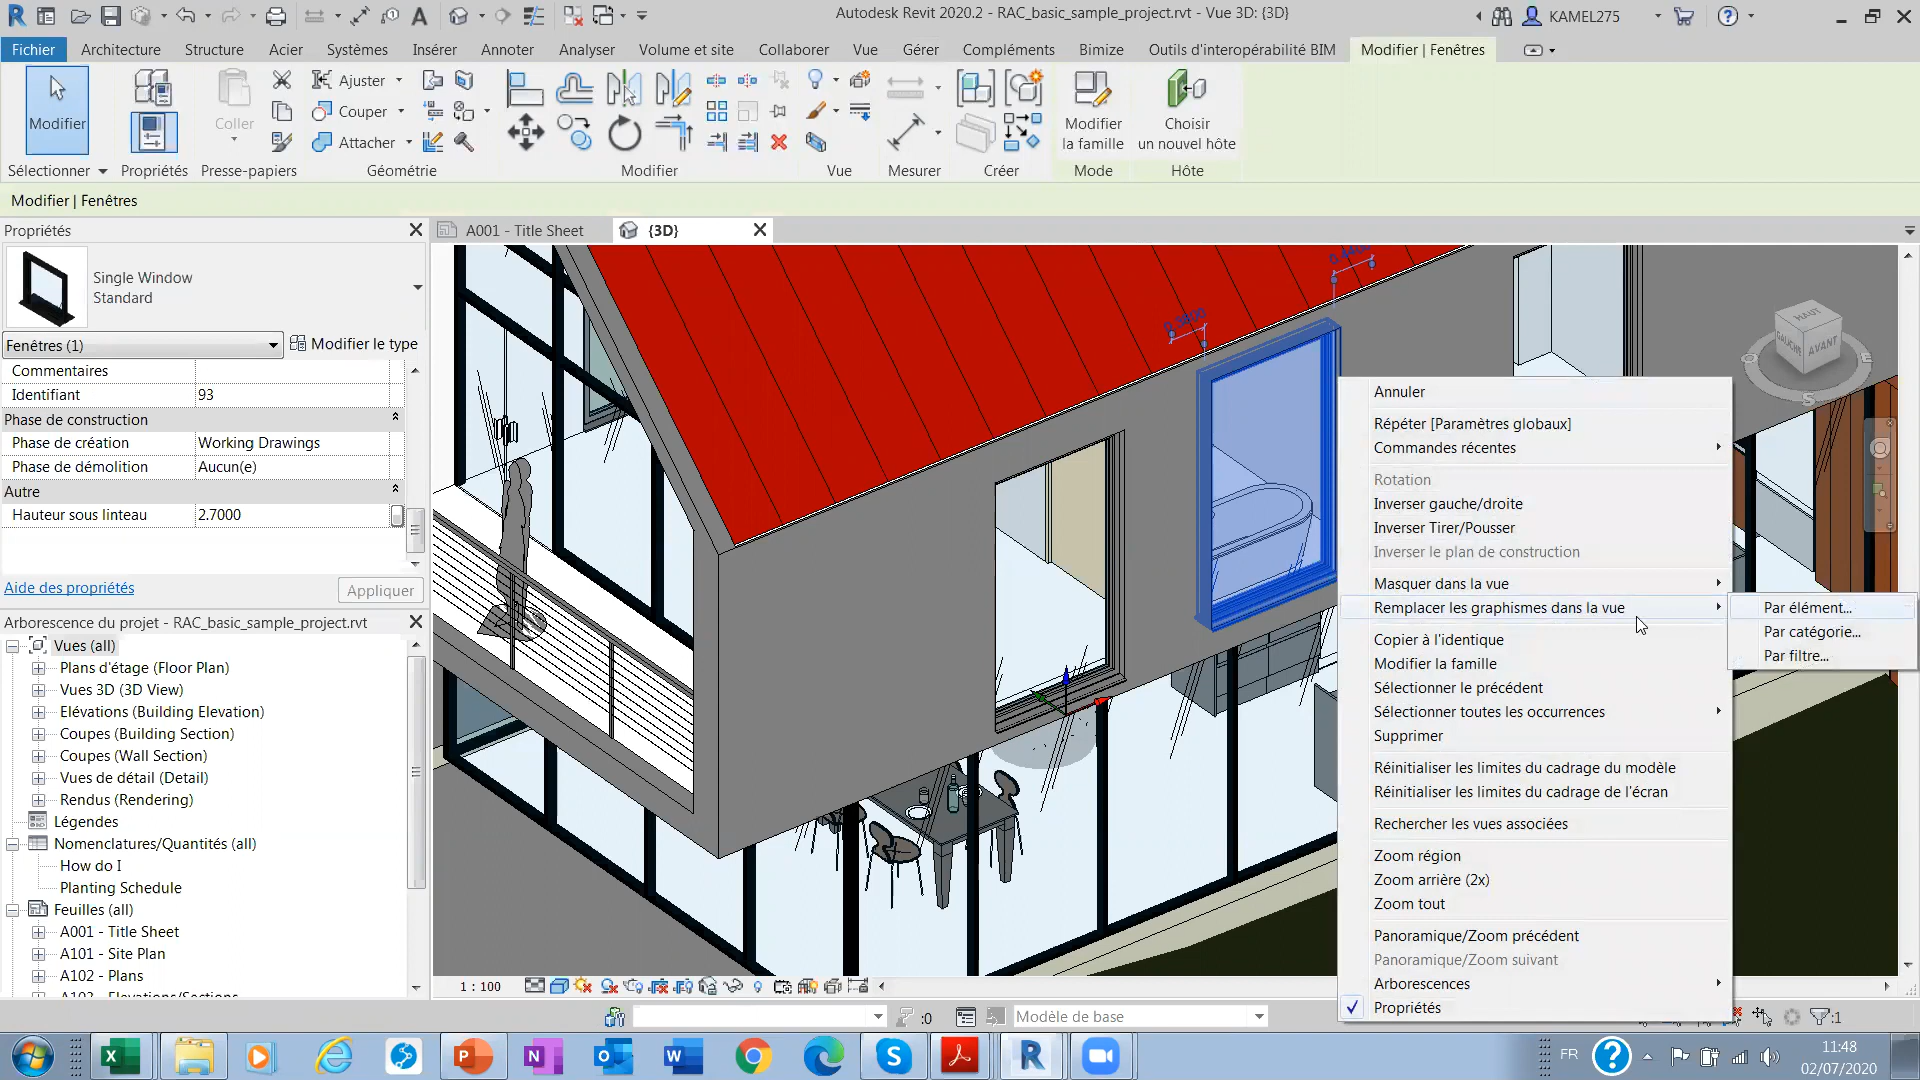 Autodesk Revit 2020.2 - RAC_basic_sample_project.rvt - Vue 3D: {3D}
KAMEL275
Fichier Architecture Structure Acier Systèmes Insérer Annoter Analyser Volume et site Collaborer Vue Gérer Compléments Bimize Outils d'interopérabilité BIM Modifier | Fenêtres
Modifier
Coller
Ajuster
Couper
Attacher
Modifier
la famille
Choisir
un nouvel hôte
Sélectionner Propriétés Presse-papiers Géométrie Modifier Vue Mesurer Créer Mode Hôte
Modifier | Fenêtres
Propriétés
A001 - Title Sheet
{3D}
Single Window
Standard
Fenêtres (1)
Modifier le type
Commentaires
Identifiant 93
Phase de construction
Phase de création Working Drawings
Phase de démolition Aucun(e)
Autre
Hauteur sous linteau 2.7000
Aide des propriétés
Appliquer
Arborescence du projet - RAC_basic_sample_project.rvt
Vues (all)
Plans d'étage (Floor Plan)
Vues 3D (3D View)
Elévations (Building Elevation)
Coupes (Building Section)
Coupes (Wall Section)
Vues de détail (Detail)
Rendus (Rendering)
Légendes
Nomenclatures/Quantités (all)
How do I
Planting Schedule
Feuilles (all)
A001 - Title Sheet
A101 - Site Plan
A102 - Plans
A103 - Elevations/Sections
HAUT
GAUCHE
AVANT
S
E
Annuler
Répéter [Paramètres globaux]
Commandes récentes
Rotation
Inverser gauche/droite
Inverser Tirer/Pousser
Inverser le plan de construction
Masquer dans la vue
Remplacer les graphismes dans la vue
Copier à l'identique
Modifier la famille
Sélectionner le précédent
Sélectionner toutes les occurrences
Supprimer
Réinitialiser les limites du cadrage du modèle
Réinitialiser les limites du cadrage de l'écran
Rechercher les vues associées
Zoom région
Zoom arrière (2x)
Zoom tout
Panoramique/Zoom précédent
Panoramique/Zoom suivant
Arborescences
Propriétés
Par élément...
Par catégorie...
Par filtre...
1 : 100
:0
Modèle de base
:1
FR
11:48
02/07/2020